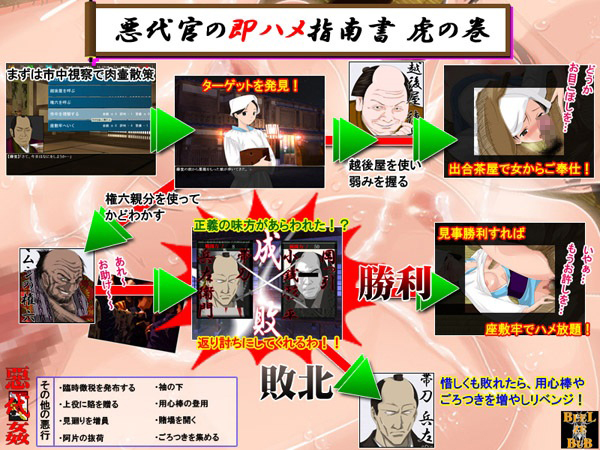 悪代官の即ハメ指南書 虎の巻
まずは市中視察で肉壷散策
ターゲットを発見！
越後屋
越後屋を使い
弱みを握る
どうか
お目こぼしを…
出合茶屋で女からご奉仕！
権六親分を使って
かどわかす
あれ～
お助け～～
正義の味方があらわれた！？
成
敗
返り討ちにしてくれるわ！！
勝利
見事勝利すれば
いやぁ…
もうお許しを…
座敷牢でハメ放題！
敗北
帯刀 兵左
惜しくも敗れたら、用心棒や
ごろつきを増やしリベンジ！
悪代姦
その他の悪行
・臨時徴税を発布する
・上役に賂を贈る
・見廻りを増員
・阿片の抜荷
・袖の下
・用心棒の登用
・賭場を開く
・ごろつきを集める